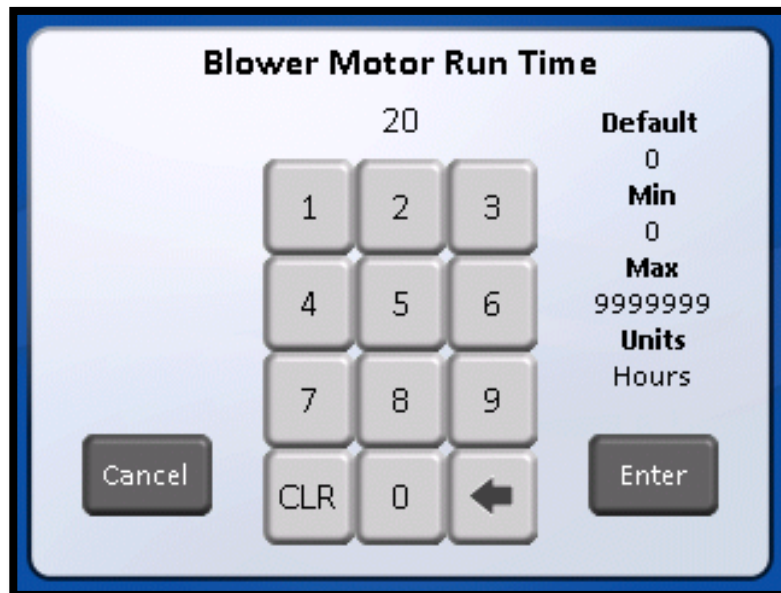 Blower Motor Run Time
20
1 2 3
4 5 6
7 8 9
CLR 0
Default
0
Min
0
Max
9999999
Units
Hours
Cancel
Enter